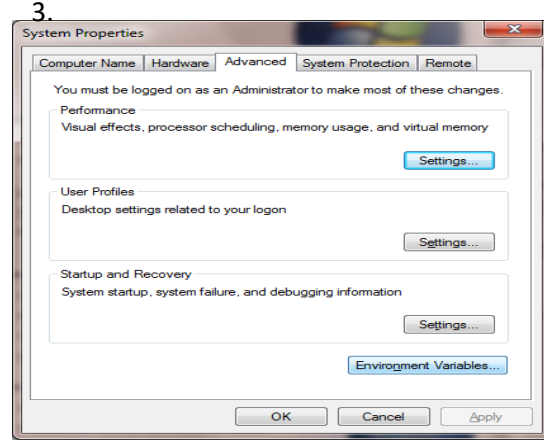 3.
System Properties
Computer Name Hardware Advanced System Protection Remote
You must be logged on as an Administrator to make most of these changes.
Performance
Visual effects, processor scheduling, memory usage, and virtual memory
Settings...
User Profiles
Desktop settings related to your logon
Settings...
Startup and Recovery
System startup, system failure, and debugging information
Settings...
Environment Variables...
OK Cancel Apply